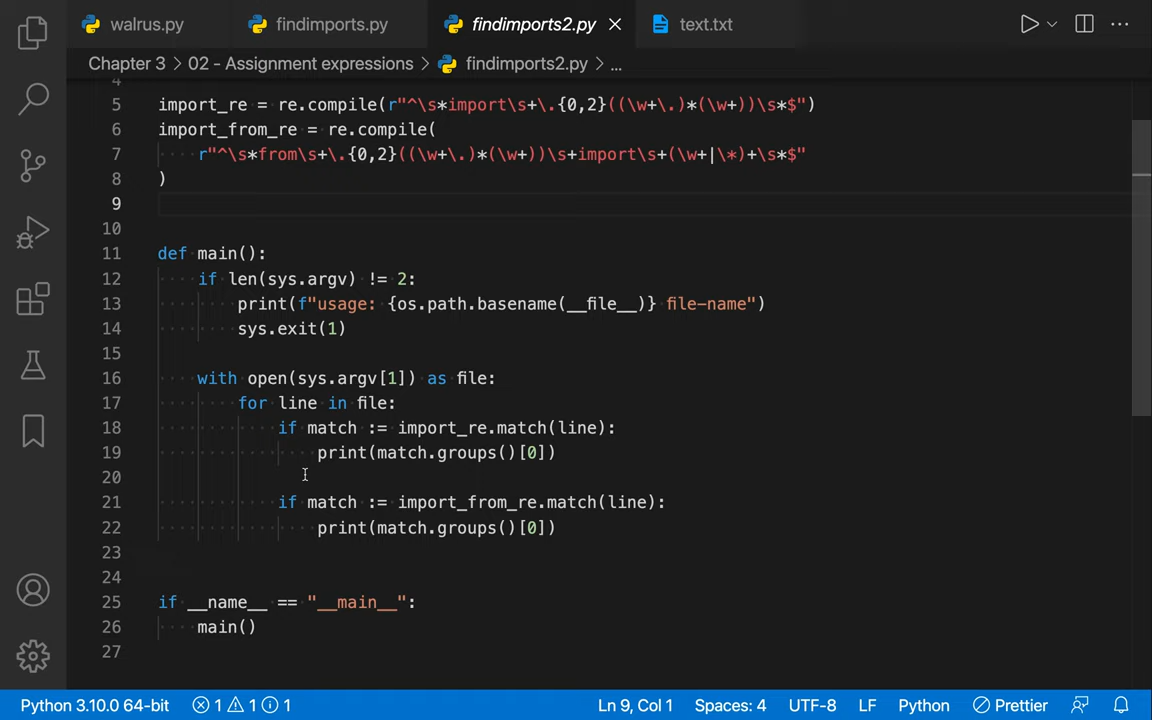 walrus.py findimports.py findimports2.py text.txt
Chapter 3 > 02 - Assignment expressions > findimports2.py > ...
4
5 import_re = re.compile(r"^\s*import\s+\.{0,2}((\w+\.)*(\w+))\s*$")
6 import_from_re = re.compile(
7 r"^\s*from\s+\.{0,2}((\w+\.)*(\w+))\s+import\s+(\w+|\*)+\s*$"
8 )
9
10
11 def main():
12 if len(sys.argv) != 2:
13 print(f"usage: {os.path.basename(__file__)} file-name")
14 sys.exit(1)
15
16 with open(sys.argv[1]) as file:
17 for line in file:
18 if match := import_re.match(line):
19 print(match.groups()[0])
20
21 if match := import_from_re.match(line):
22 print(match.groups()[0])
23
24
25 if __name__ == "__main__":
26 main()
27
Python 3.10.0 64-bit 1 1 1 Ln 9, Col 1 Spaces: 4 UTF-8 LF Python Prettier